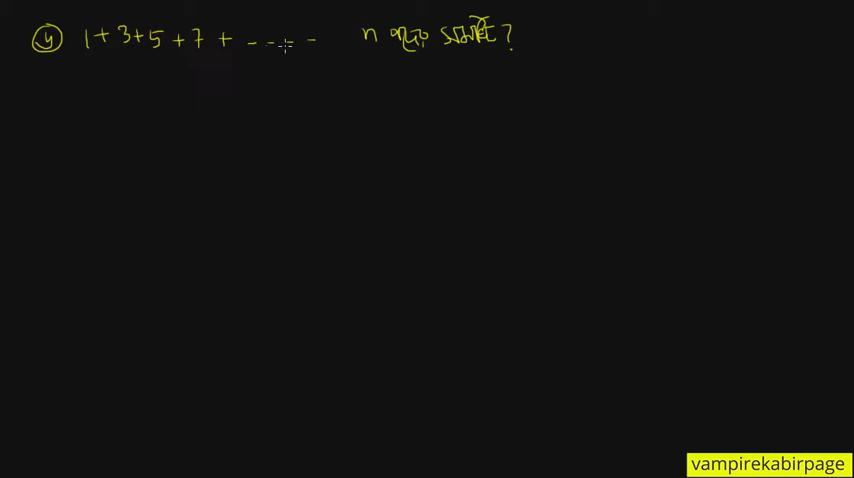 ৬ 1 + 3 + 5 + 7 + - - - - n পদের সমষ্টি ?
vampirekabirpage